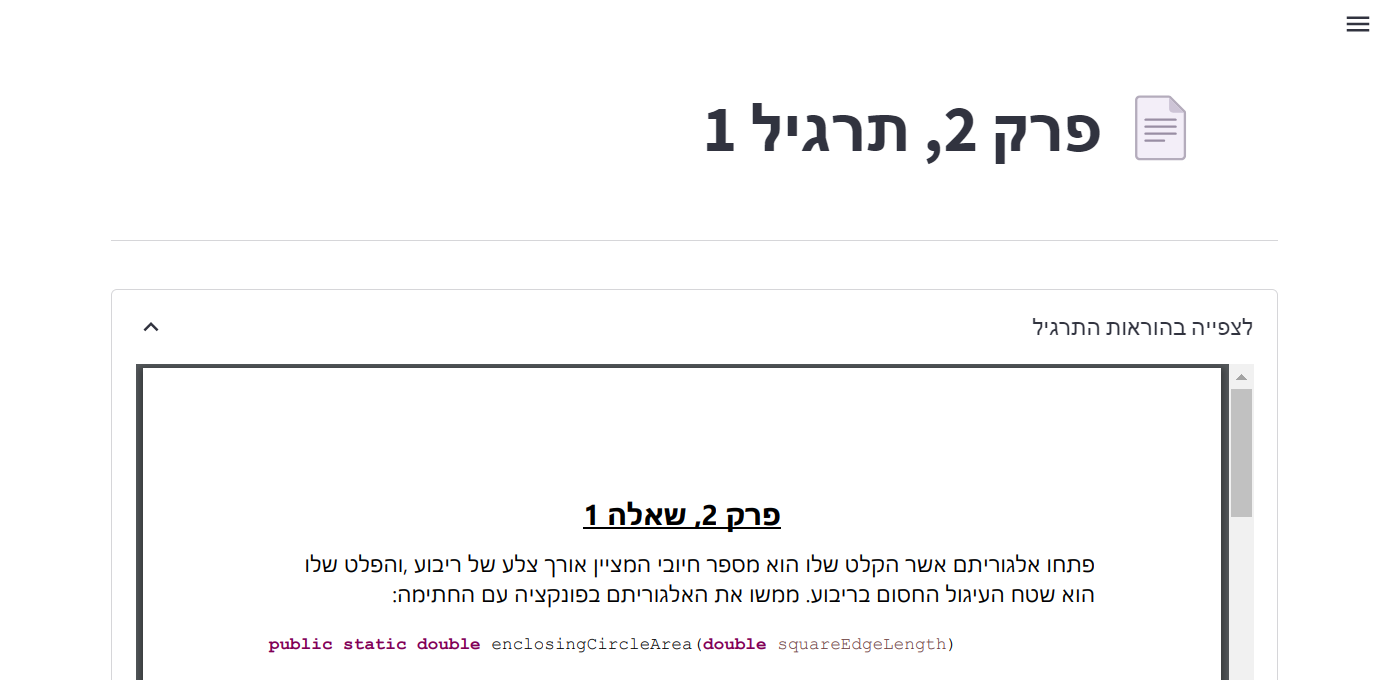 פרק 2, תרגיל 1
לצפייה בהוראות התרגיל
פרק 2, שאלה 1
פתחו אלגוריתם אשר הקלט שלו הוא מספר חיובי המציין אורך צלע של ריבוע ,והפלט שלו
הוא שטח העיגול החסום בריבוע. ממשו את האלגוריתם בפונקציה עם החתימה:
public static double enclosingCircleArea(double squareEdgeLength)